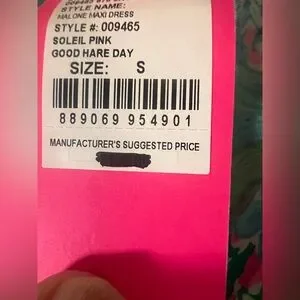 STYLE NAME:
MALONE MAXI DRESS
STYLE #: 009465
SOLEIL PINK
GOOD HARE DAY
SIZE: S
889069 954901
MANUFACTURER'S SUGGESTED PRICE